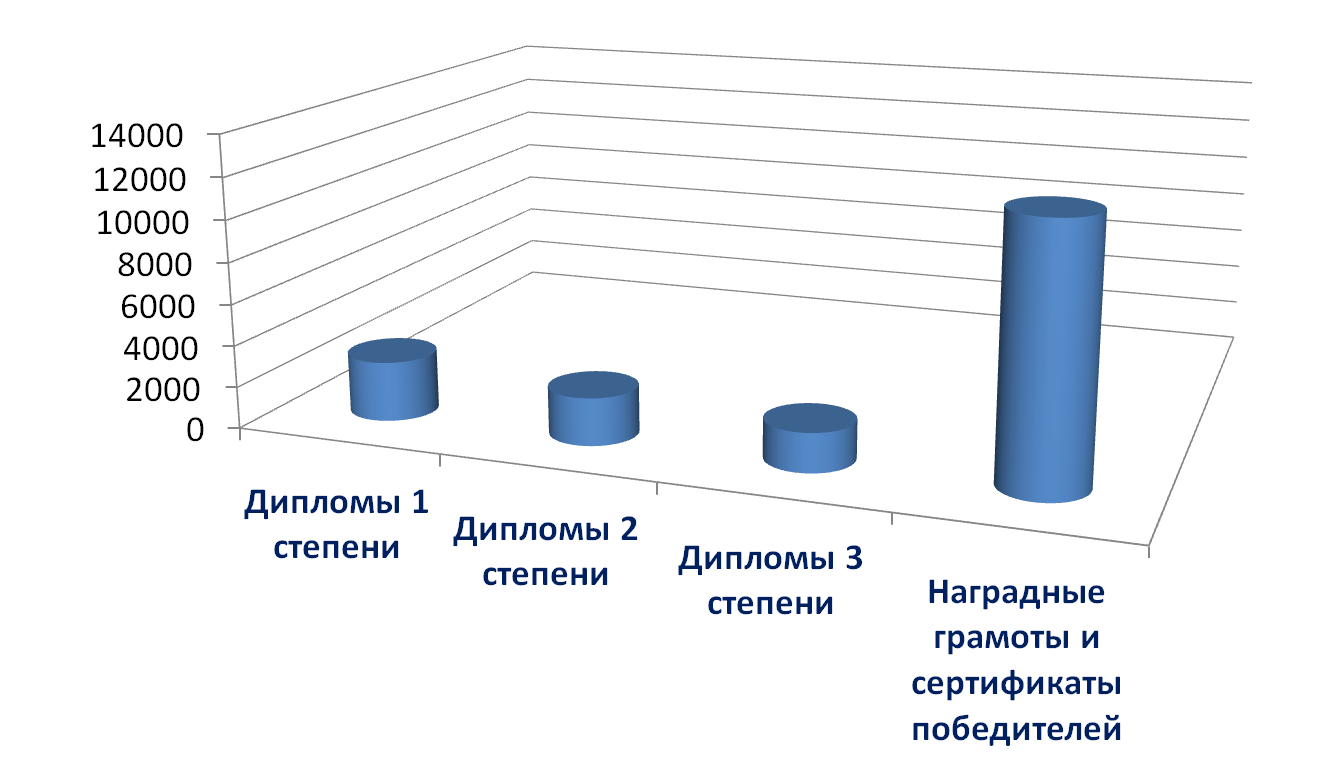 14000
12000
10000
8000
6000
4000
2000
0
Дипломы 1
степени
Дипломы 2
степени
Дипломы 3
степени
Наградные
грамоты и
сертификаты
победителей